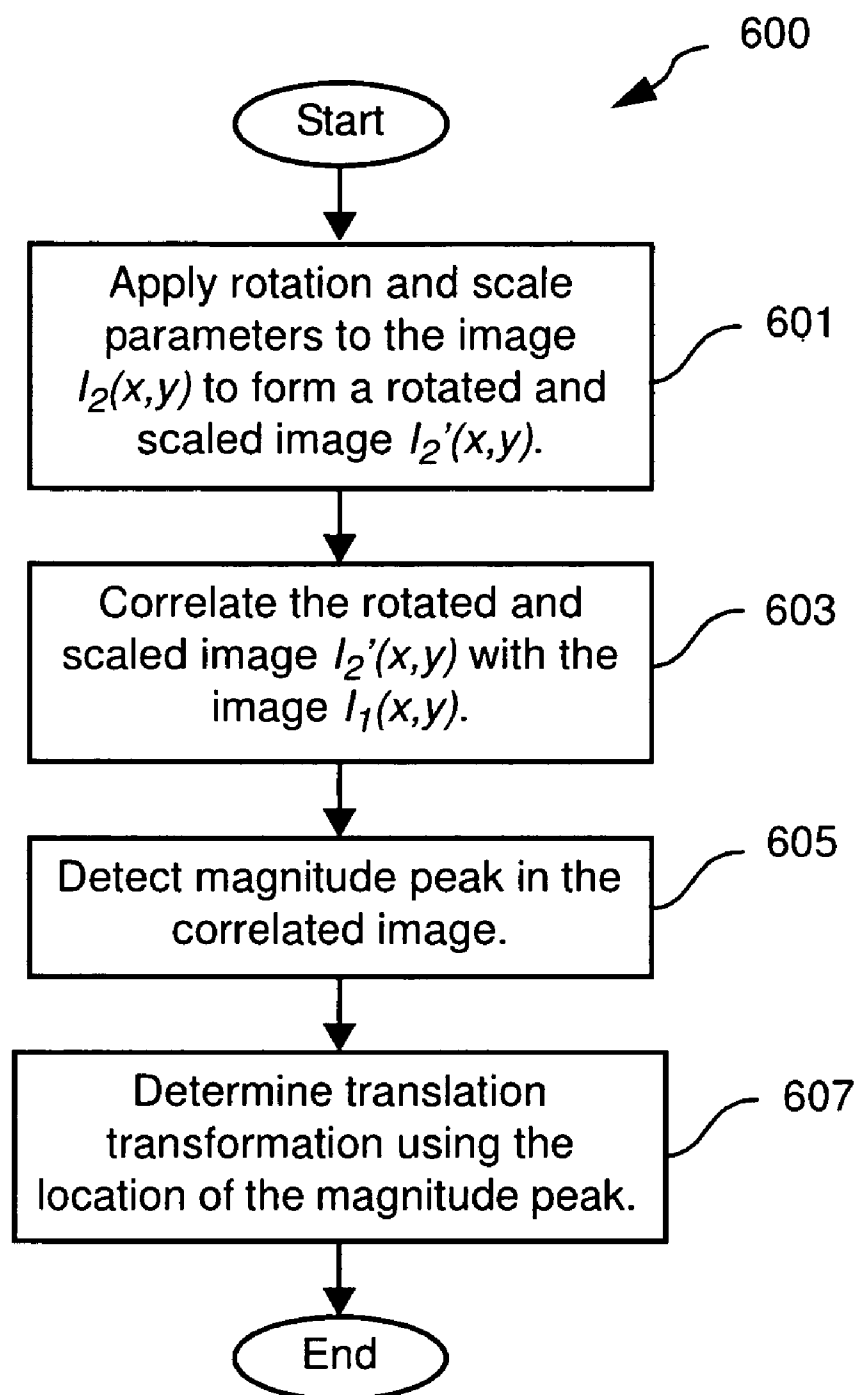 600
Start
Apply rotation and scale
parameters to the image
I₂(x,y) to form a rotated and
scaled image I₂'(x,y).
601
Correlate the rotated and
scaled image I₂'(x,y) with the
image I₁(x,y).
603
Detect magnitude peak in the
correlated image.
605
Determine translation
transformation using the
location of the magnitude peak.
607
End